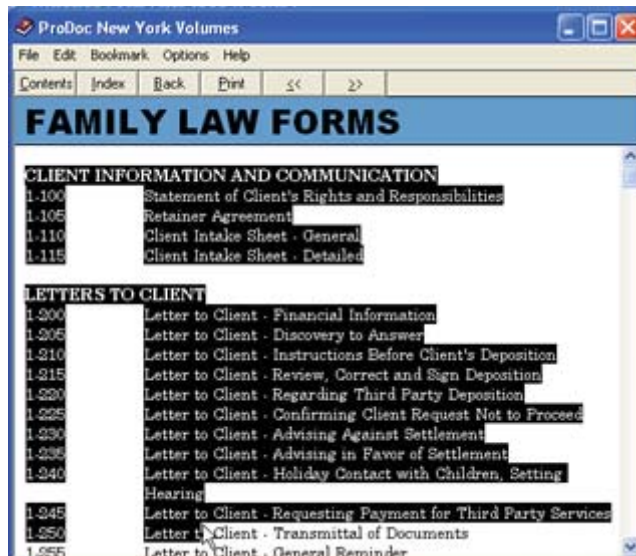 ProDoc New York Volumes
File Edit Bookmark Options Help
Contents Index Back Print << >>
FAMILY LAW FORMS
CLIENT INFORMATION AND COMMUNICATION
1-100 Statement of Client's Rights and Responsibilities
1-105 Retainer Agreement
1-110 Client Intake Sheet - General
1-115 Client Intake Sheet - Detailed
LETTERS TO CLIENT
1-200 Letter to Client - Financial Information
1-205 Letter to Client - Discovery to Answer
1-210 Letter to Client - Instructions Before Client's Deposition
1-215 Letter to Client - Review, Correct and Sign Deposition
1-220 Letter to Client - Regarding Third Party Deposition
1-225 Letter to Client - Confirming Client Request Not to Proceed
1-230 Letter to Client - Advising Against Settlement
1-235 Letter to Client - Advising in Favor of Settlement
1-240 Letter to Client - Holiday Contact with Children, Setting
Hearing
1-245 Letter to Client - Requesting Payment for Third Party Services
1-250 Letter to Client - Transmittal of Documents
1-255 Letter to Client - General Reminder